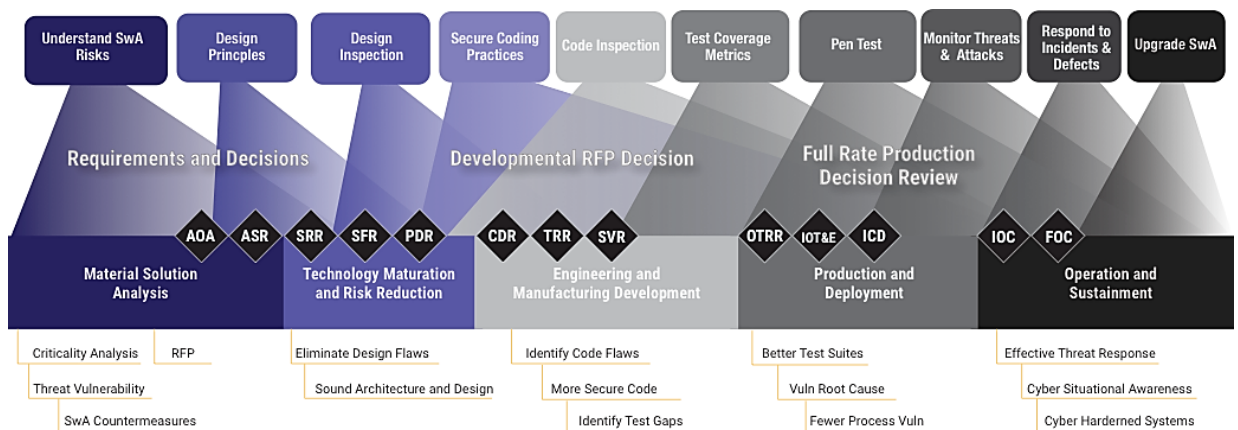 Understand SwA
Risks
Design
Princples
Design
Inspection
Secure Coding
Practices
Code Inspection
Test Coverage
Metrics
Pen Test
Monitor Threats
& Attacks
Respond to
Incidents &
Defects
Upgrade SwA
Requirements and Decisions
Developmental RFP Decision
Full Rate Production
Decision Review
AOA
ASR
SRR
SFR
PDR
CDR
TRR
SVR
OTRR
IOT&E
ICD
IOC
FOC
Material Solution
Analysis
Technology Maturation
and Risk Reduction
Engineering and
Manufacturing Development
Production and
Deployment
Operation and
Sustainment
Criticality Analysis
RFP
Threat Vulnerability
SwA Countermeasures
Eliminate Design Flaws
Sound Architecture and Design
Identify Code Flaws
More Secure Code
Identify Test Gaps
Better Test Suites
Vuln Root Cause
Fewer Process Vuln
Effective Threat Response
Cyber Situational Awareness
Cyber Harderned Systems